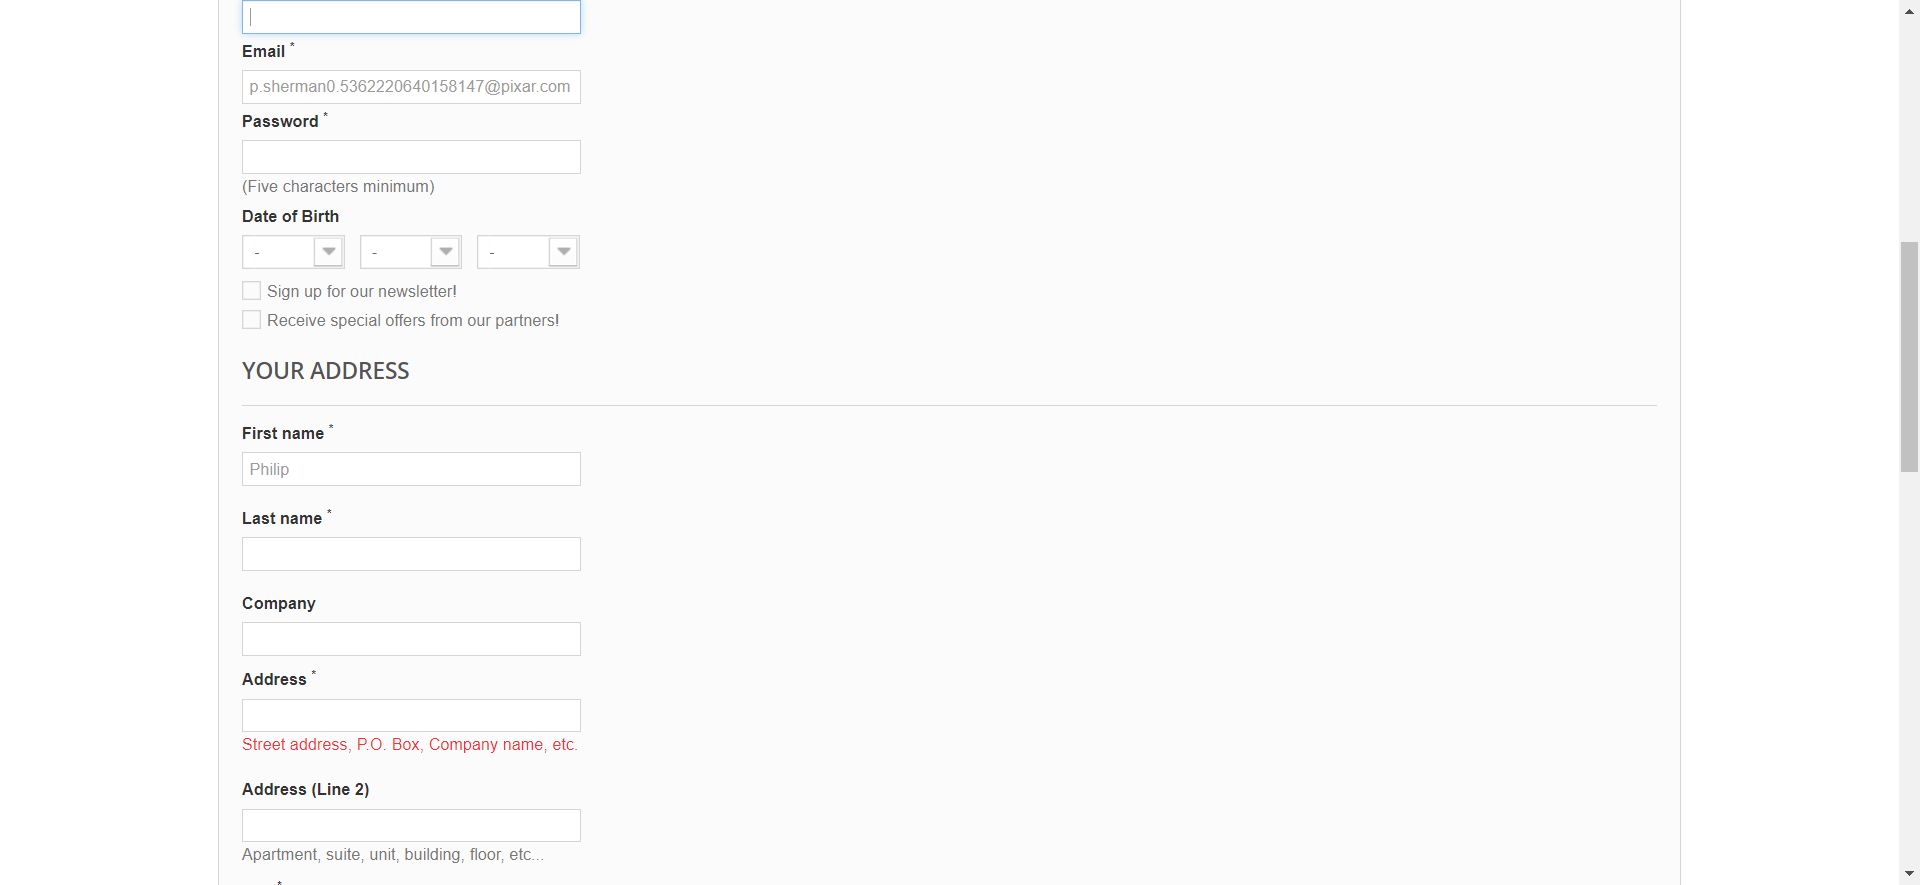 Email *
p.sherman0.5362220640158147@pixar.com
Password *
(Five characters minimum)
Date of Birth
- - -
Sign up for our newsletter!
Receive special offers from our partners!
YOUR ADDRESS
First name *
Philip
Last name *
Company
Address *
Street address, P.O. Box, Company name, etc.
Address (Line 2)
Apartment, suite, unit, building, floor, etc...
*